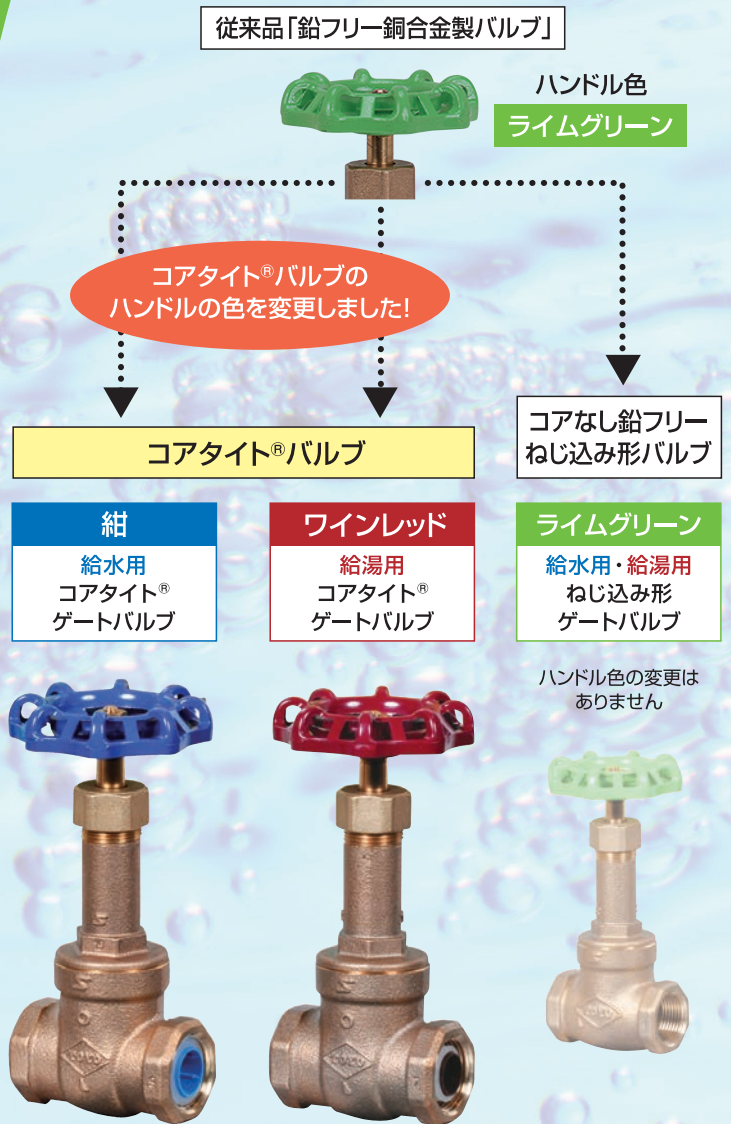 従来品「鉛フリー銅合金製バルブ」
ハンドル色
ライムグリーン
コアタイト®バルブの
ハンドルの色を変更しました!
コアタイト®バルブ
コアなし鉛フリー
ねじ込み形バルブ
紺
給水用
コアタイト®
ゲートバルブ
ワインレッド
給湯用
コアタイト®
ゲートバルブ
ライムグリーン
給水用・給湯用
ねじ込み形
ゲートバルブ
ハンドル色の変更は
ありません